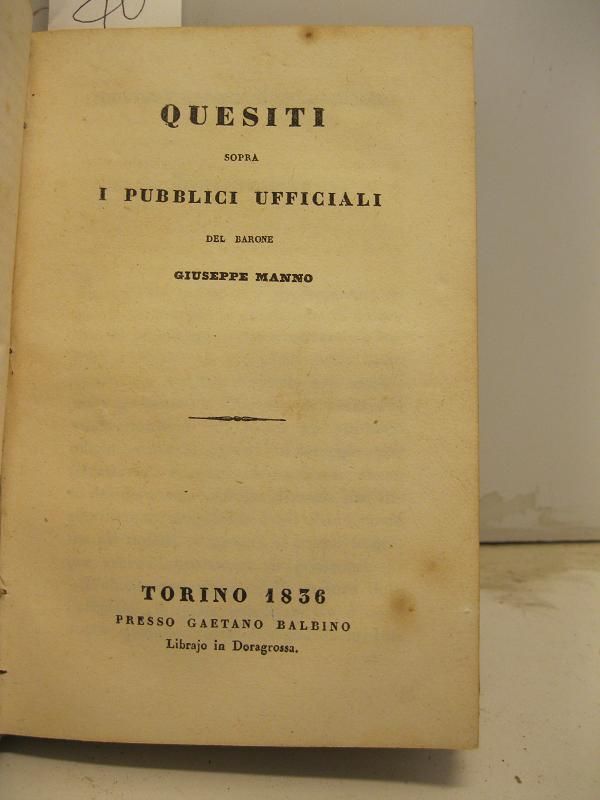 QUESITI
SOPRA
I PUBBLICI UFFICIALI
DEL BARONE
GIUSEPPE MANNO
TORINO 1836
PRESSO GAETANO BALBINO
Librajo in Doragrossa.